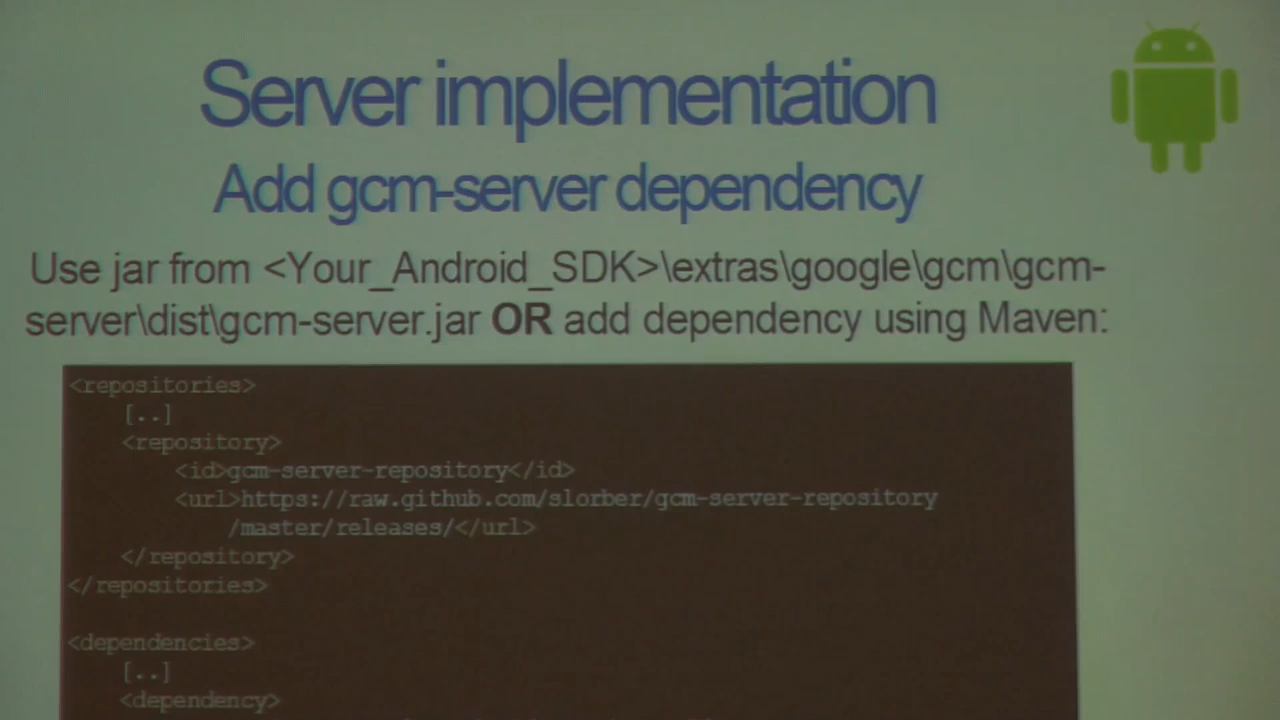 Server implementation
Add gcm-server dependency
Use jar from <Your_Android_SDK>\extras\google\gcm\gcm-
server\dist\gcm-server.jar OR add dependency using Maven:
<repositories>
[..]
<repository>
<id>gcm-server-repository</id>
<url>https://raw.github.com/slorber/gcm-server-repository
/master/releases/</url>
</repository>
</repositories>
<dependencies>
[..]
<dependency>